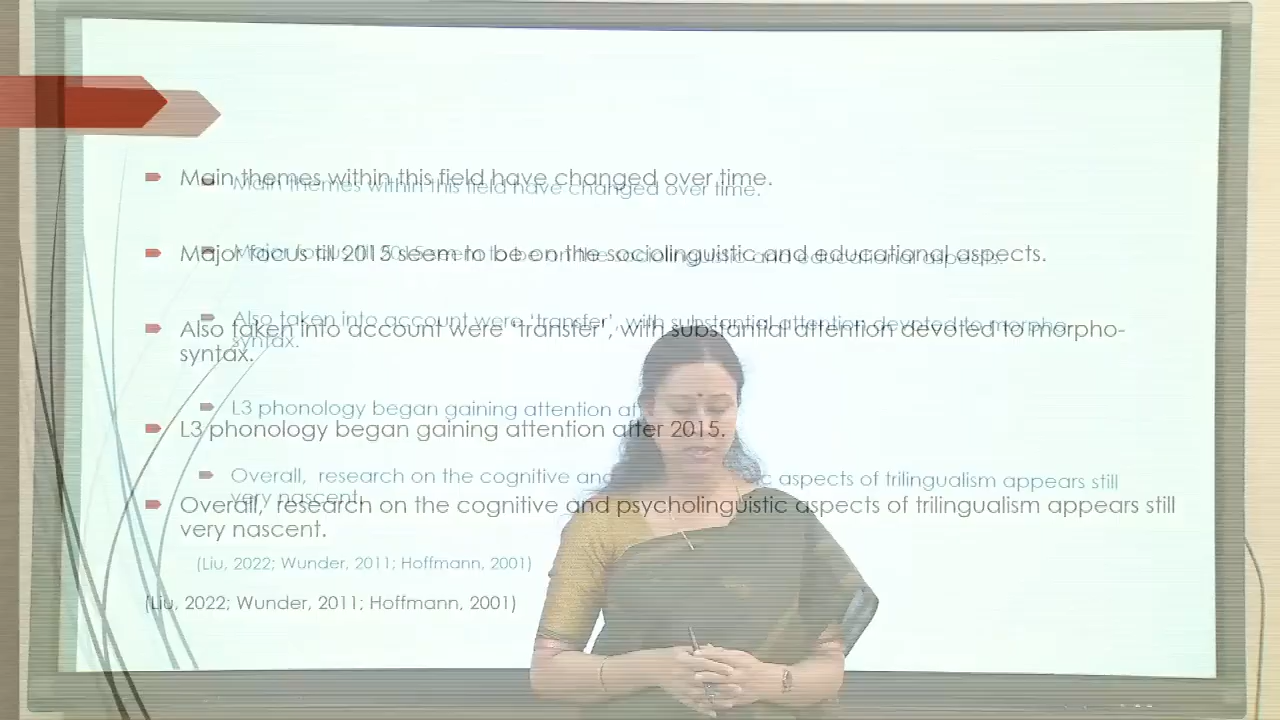 Main themes within this field have changed over time.
Major focus till 2015 seem to be on the sociolinguistic and educational aspects.
Also taken into account were 'transfer', with substantial attention devoted to morpho-
syntax.
L3 phonology began gaining attention after 2015.
Overall, research on the cognitive and psycholinguistic aspects of trilingualism appears still
very nascent.
(Liu, 2022; Wunder, 2011; Hoffmann, 2001)